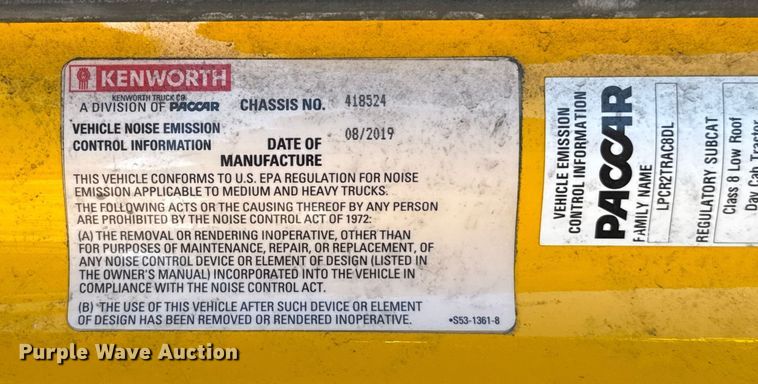 KENWORTH
KENWORTH TRUCK CO.
A DIVISION OF PACCAR
CHASSIS NO. 418524
VEHICLE NOISE EMISSION
CONTROL INFORMATION
DATE OF 08/2019
MANUFACTURE
THIS VEHICLE CONFORMS TO U.S. EPA REGULATION FOR NOISE
EMISSION APPLICABLE TO MEDIUM AND HEAVY TRUCKS.
THE FOLLOWING ACTS OR THE CAUSING THEREOF BY ANY PERSON
ARE PROHIBITED BY THE NOISE CONTROL ACT OF 1972:
(A) THE REMOVAL OR RENDERING INOPERATIVE, OTHER THAN
FOR PURPOSES OF MAINTENANCE, REPAIR, OR REPLACEMENT, OF
ANY NOISE CONTROL DEVICE OR ELEMENT OF DESIGN (LISTED IN
THE OWNER'S MANUAL) INCORPORATED INTO THE VEHICLE IN
COMPLIANCE WITH THE NOISE CONTROL ACT.
(B) THE USE OF THIS VEHICLE AFTER SUCH DEVICE OR ELEMENT
OF DESIGN HAS BEEN REMOVED OR RENDERED INOPERATIVE.
•S53-1361-8
VEHICLE EMISSION
CONTROL INFORMATION
PACCAR
FAMILY NAME
LPCR2TRAC8DL
REGULATORY SUBCAT
Class 8 Low Roof
Day Cab Tractor
Purple Wave Auction